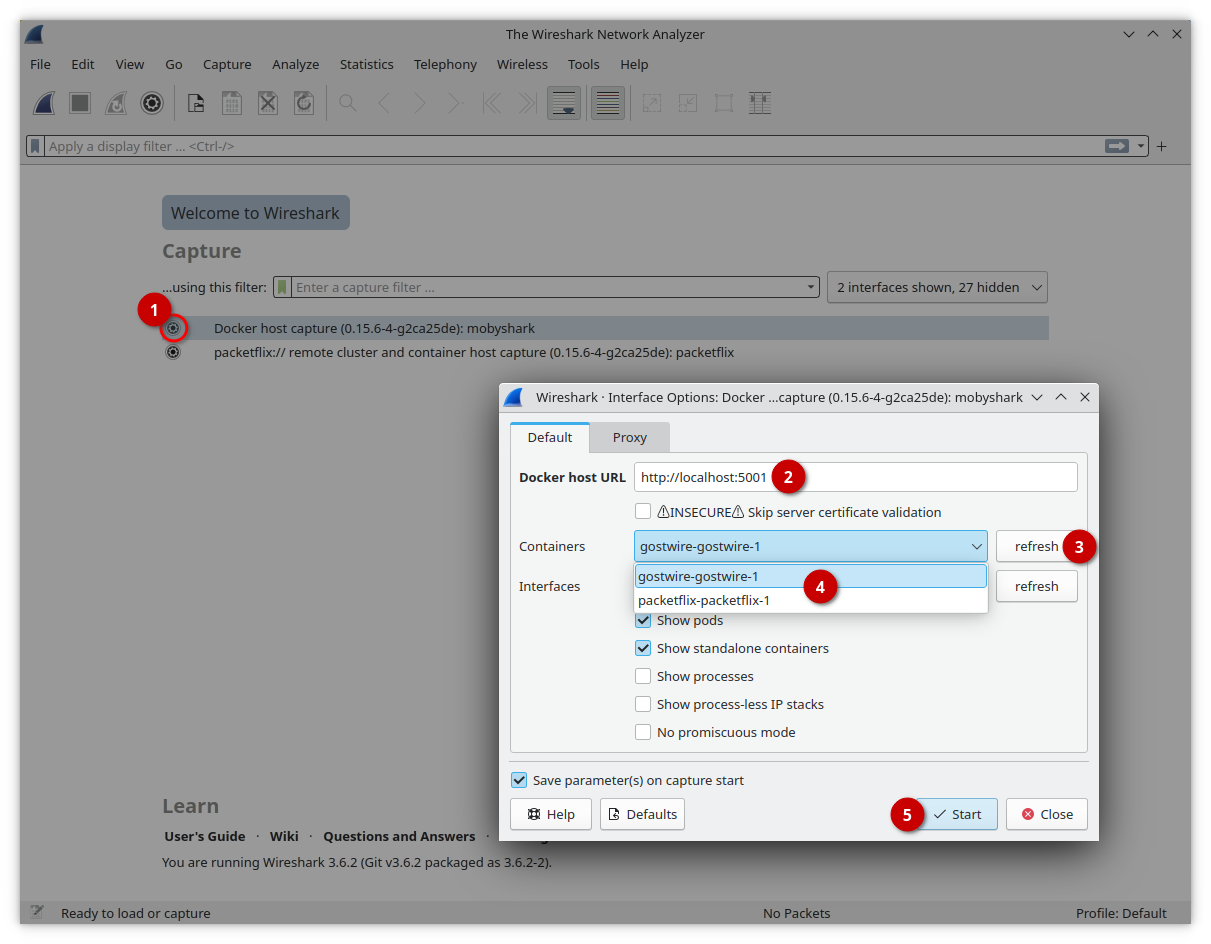 The Wireshark Network Analyzer
File Edit View Go Capture Analyze Statistics Telephony Wireless Tools Help
Apply a display filter ... <Ctrl-/>
Welcome to Wireshark
Capture
...using this filter: Enter a capture filter ... 2 interfaces shown, 27 hidden
1
Docker host capture (0.15.6-4-g2ca25de): mobyshark
packetflix:// remote cluster and container host capture (0.15.6-4-g2ca25de): packetflix
Wireshark · Interface Options: Docker ...capture (0.15.6-4-g2ca25de): mobyshark
Default Proxy
Docker host URL http://localhost:5001 2
⚠INSECURE⚠ Skip server certificate validation
Containers gostwire-gostwire-1 refresh 3
Interfaces gostwire-gostwire-1 4 refresh
packetflix-packetflix-1
Show pods
Show standalone containers
Show processes
Show process-less IP stacks
No promiscuous mode
Save parameter(s) on capture start
Help Defaults 5 Start Close
Learn
User's Guide · Wiki · Questions and Answers ·
You are running Wireshark 3.6.2 (Git v3.6.2 packaged as 3.6.2-2).
Ready to load or capture No Packets Profile: Default